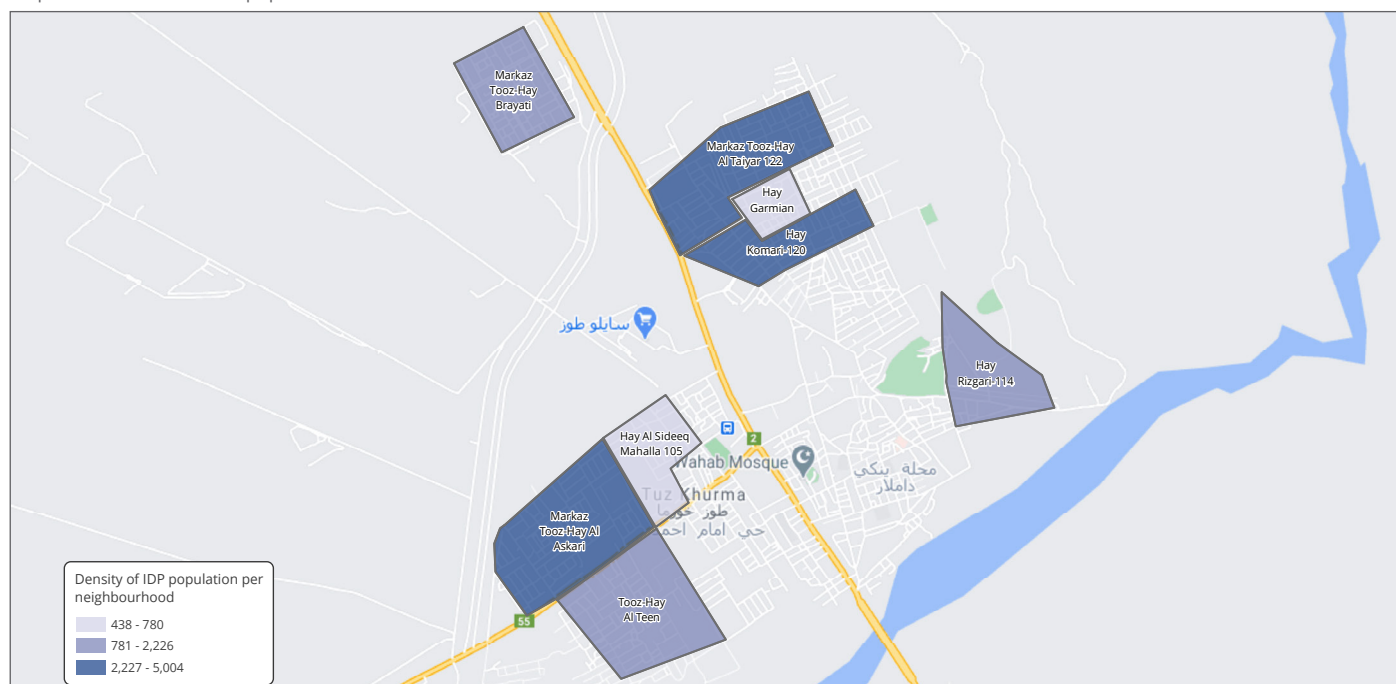 Markaz
Tooz-Hay
Brayati
Markaz Tooz-Hay
Al Taiyar 122
Hay
Garmian
Hay
Komari-120
سايلو طوز
Hay
Rizgari-114
Hay Al Sideeq
Mahalla 105
2
Wahab Mosque
محلة ينكي
داملار
Tuz Khurma
طوز خورما
حي امام احمد
Markaz
Tooz-Hay Al
Askari
Tooz-Hay
Al Teen
55
Density of IDP population per
neighbourhood
438 - 780
781 - 2,226
2,227 - 5,004